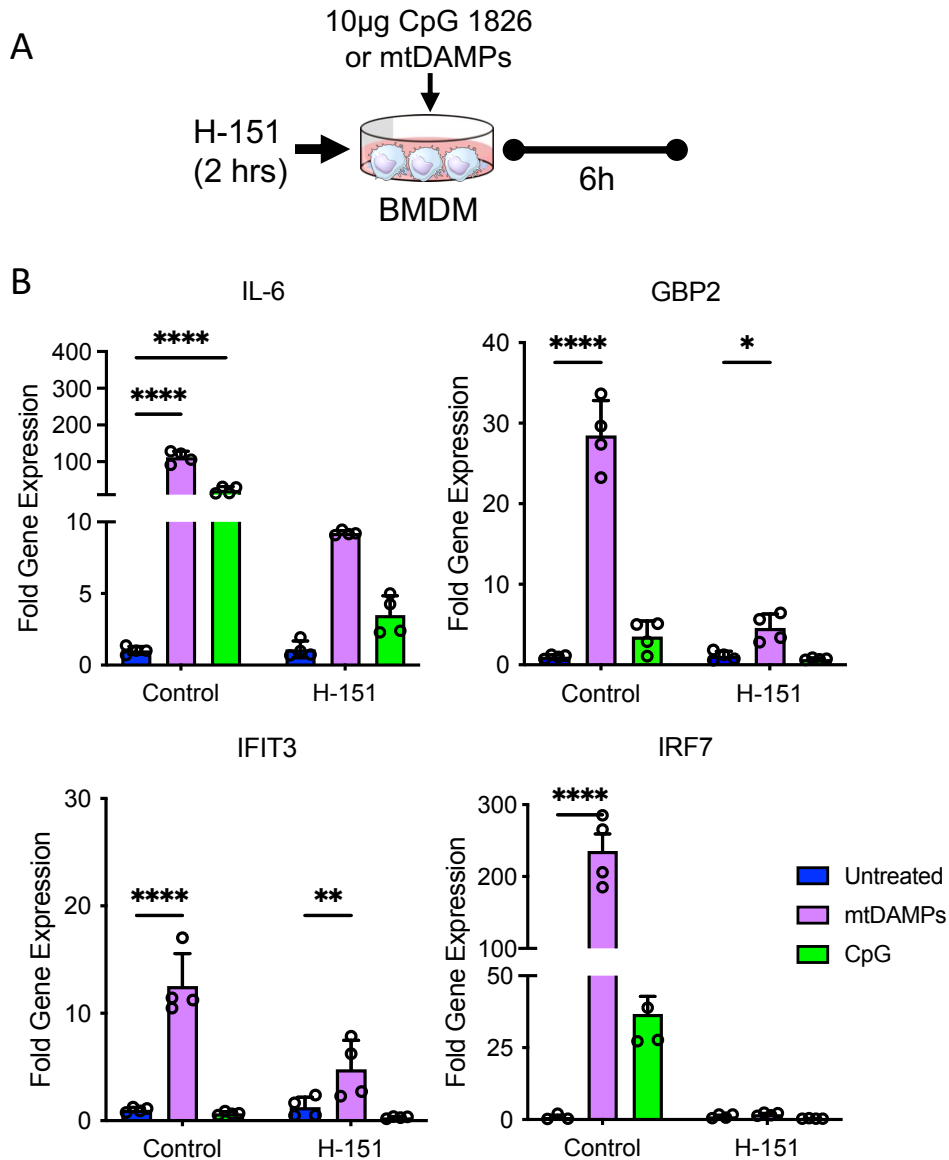 A
10µg CpG 1826
or mtDAMPs
H-151
(2 hrs)
BMDM
6h
B
IL-6
****
****
Fold Gene Expression
400
300
200
100
10
5
0
Control
H-151
GBP2
****
*
Fold Gene Expression
40
30
20
10
0
Control
H-151
IFIT3
****
**
Fold Gene Expression
30
20
10
0
Control
H-151
IRF7
****
Fold Gene Expression
300
200
100
50
25
0
Control
H-151
Untreated
mtDAMPs
CpG